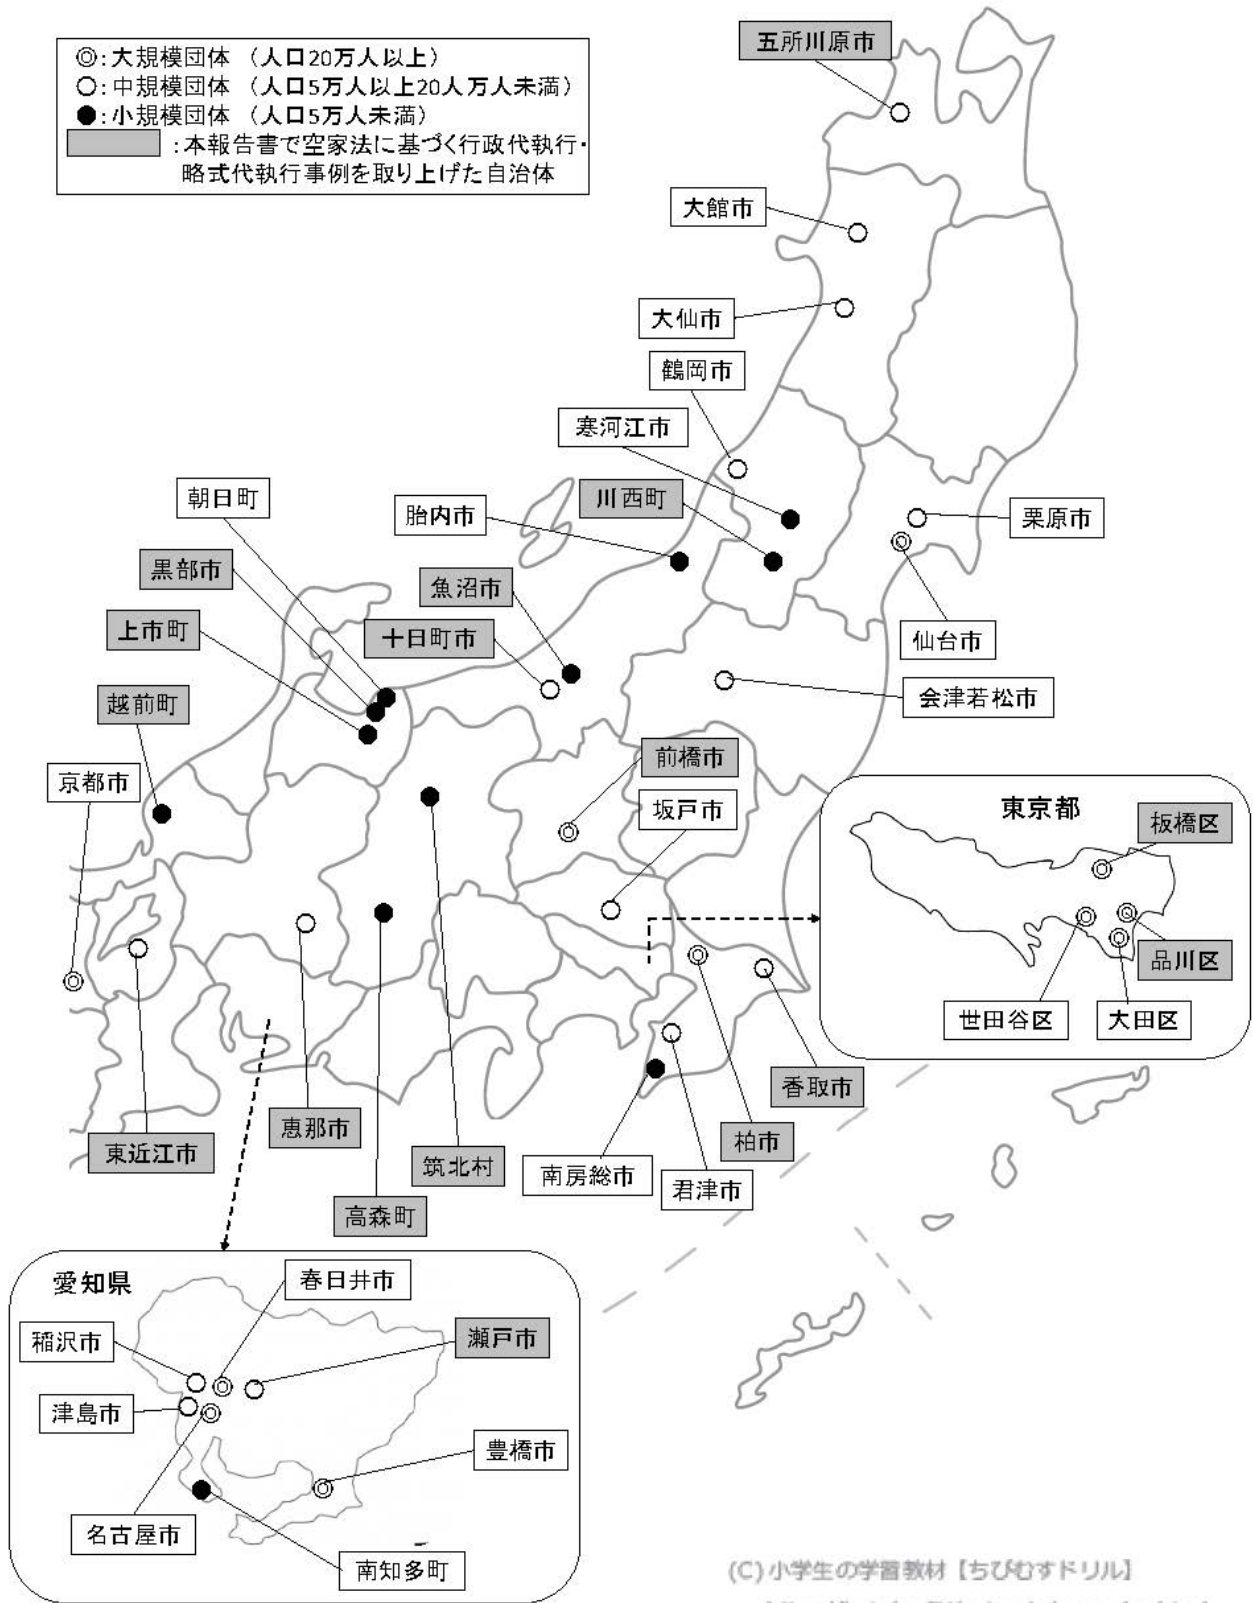 ◎:大規模団体 (人口20万人以上)
○:中規模団体 (人口5万人以上20人万人未満)
●:小規模団体 (人口5万人未満)
:本報告書で空家法に基づく行政代執行・
略式代執行事例を取り上げた自治体
五所川原市
大館市
大仙市
鶴岡市
寒河江市
川西町
朝日町
胎内市
栗原市
黒部市
魚沼市
上市町
十日町市
仙台市
越前町
会津若松市
京都市
前橋市
坂戸市
東京都
板橋区
品川区
世田谷区
大田区
香取市
恵那市
柏市
東近江市
筑北村
南房総市
君津市
高森町
愛知県
春日井市
稲沢市
瀬戸市
津島市
豊橋市
名古屋市
南知多町
(C)小学生の学習教材【ちびむすドリル】